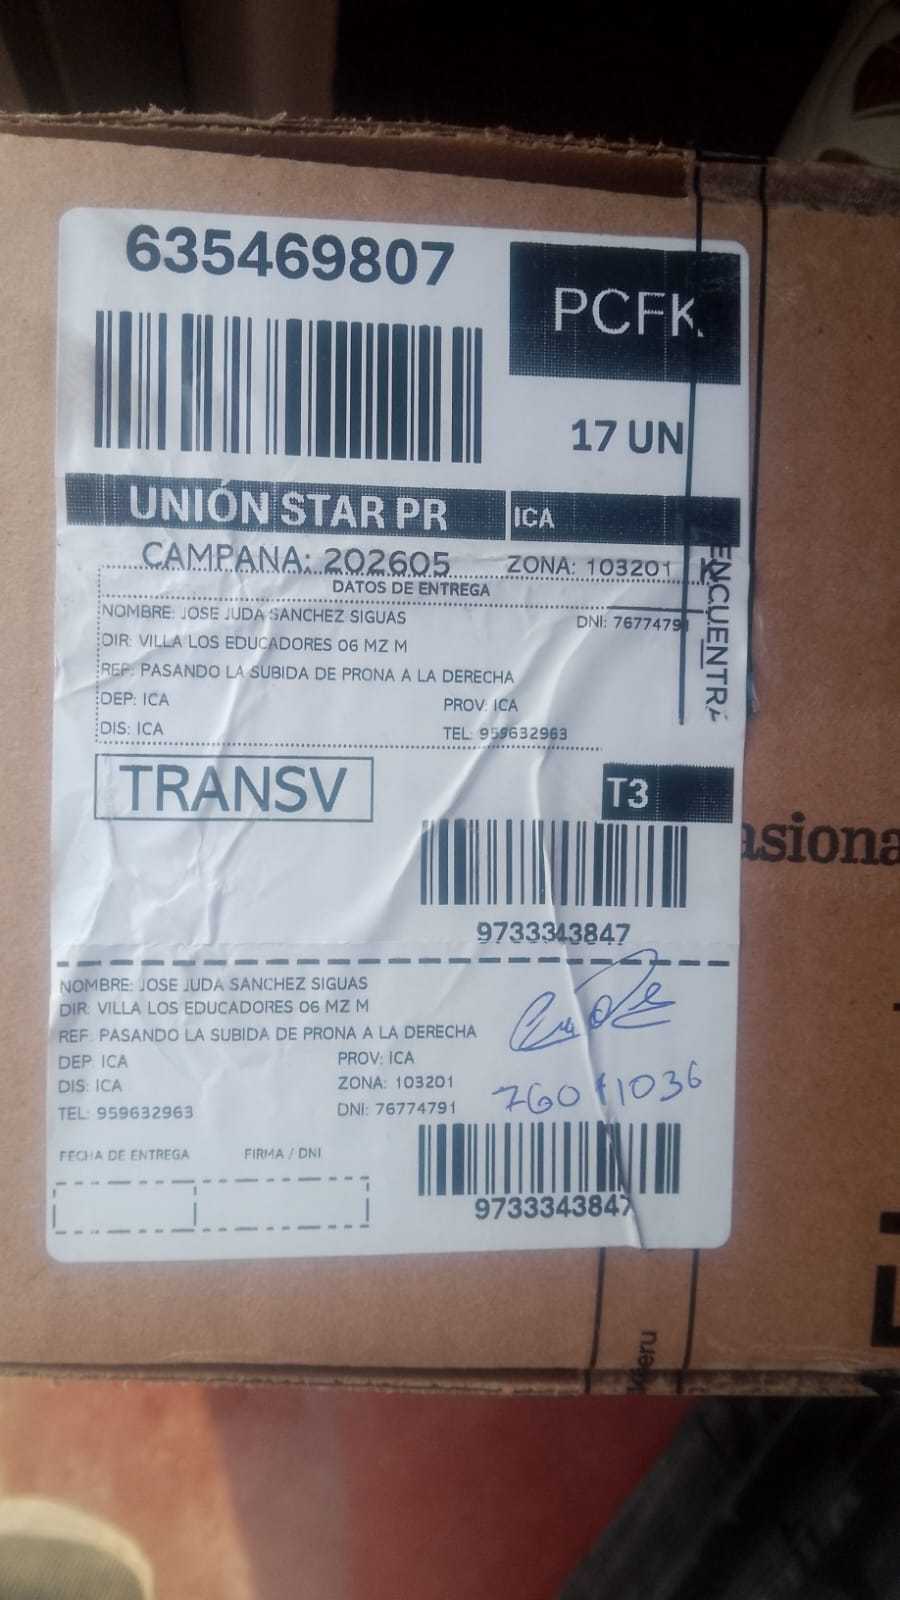 635469807
PCFK
17 UN
UNIÓN STAR PR
ICA
CAMPANA: 202605
ZONA: 103201
DATOS DE ENTREGA
NOMBRE: JOSE JUDA SANCHEZ SIGUAS
DNI: 76774791
DIR: VILLA LOS EDUCADORES 06 MZ M
REF: PASANDO LA SUBIDA DE PRONA A LA DERECHA
DEP: ICA
PROV: ICA
DIS: ICA
TEL: 959632963
ENCUENTRA
TRANSV
T3
asiona
9733343847
NOMBRE: JOSE JUDA SANCHEZ SIGUAS
DIR: VILLA LOS EDUCADORES 06 MZ M
REF: PASANDO LA SUBIDA DE PRONA A LA DERECHA
DEP: ICA
PROV: ICA
DIS: ICA
ZONA: 103201
TEL: 959632963
DNI: 76774791
76011036
FECHA DE ENTREGA
FIRMA / DNI
9733343847